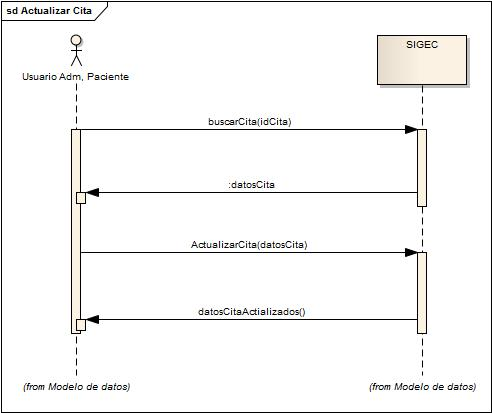 sd Actualizar Cita
SIGEC
Usuario Adm, Paciente
buscarCita(idCita)
:datosCita
ActualizarCita(datosCita)
datosCitaActializados()
(from Modelo de datos)
(from Modelo de datos)